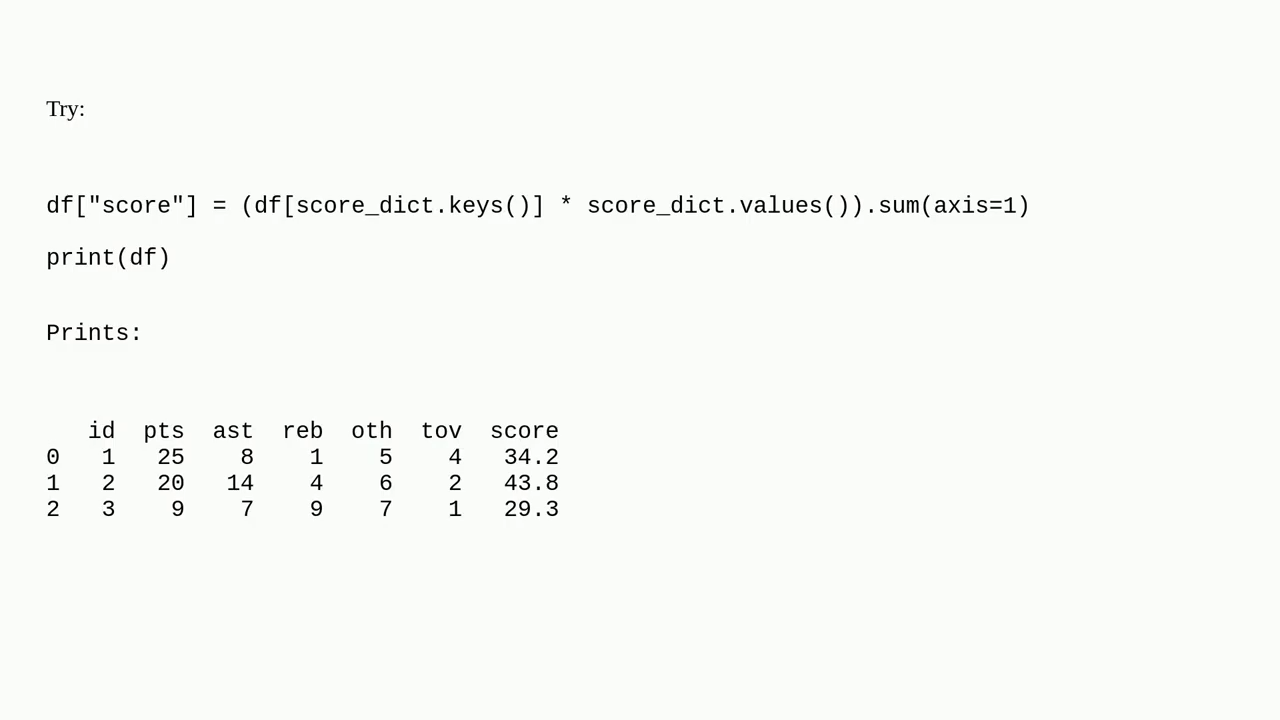 Try:
df["score"] = (df[score_dict.keys()] * score_dict.values()).sum(axis=1)
print(df)
Prints:
   id  pts  ast  reb  oth  tov  score
0   1   25    8    1    5    4   34.2
1   2   20   14    4    6    2   43.8
2   3    9    7    9    7    1   29.3